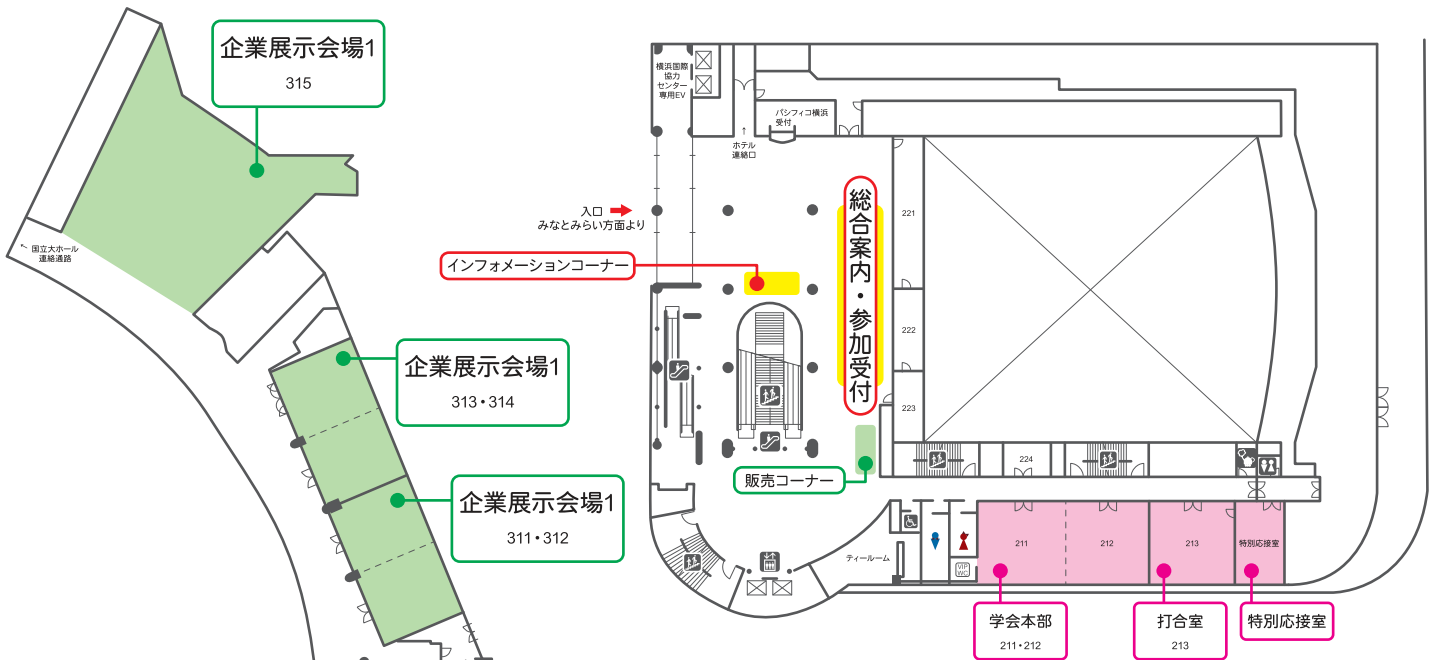 企業展示会場1
315
← 国立大ホール
連絡通路
企業展示会場1
313・314
企業展示会場1
311・312
横浜国際
協力
センター
専用EV
パシフィコ横浜
受付
↑
ホテル
連絡口
入口
みなとみらい方面より
インフォメーションコーナー
総合案内・参加受付
221
222
223
224
販売コーナー
ティールーム
VIP
WC
211
212
213
特別応接室
学会本部
211・212
打合室
213
特別応接室